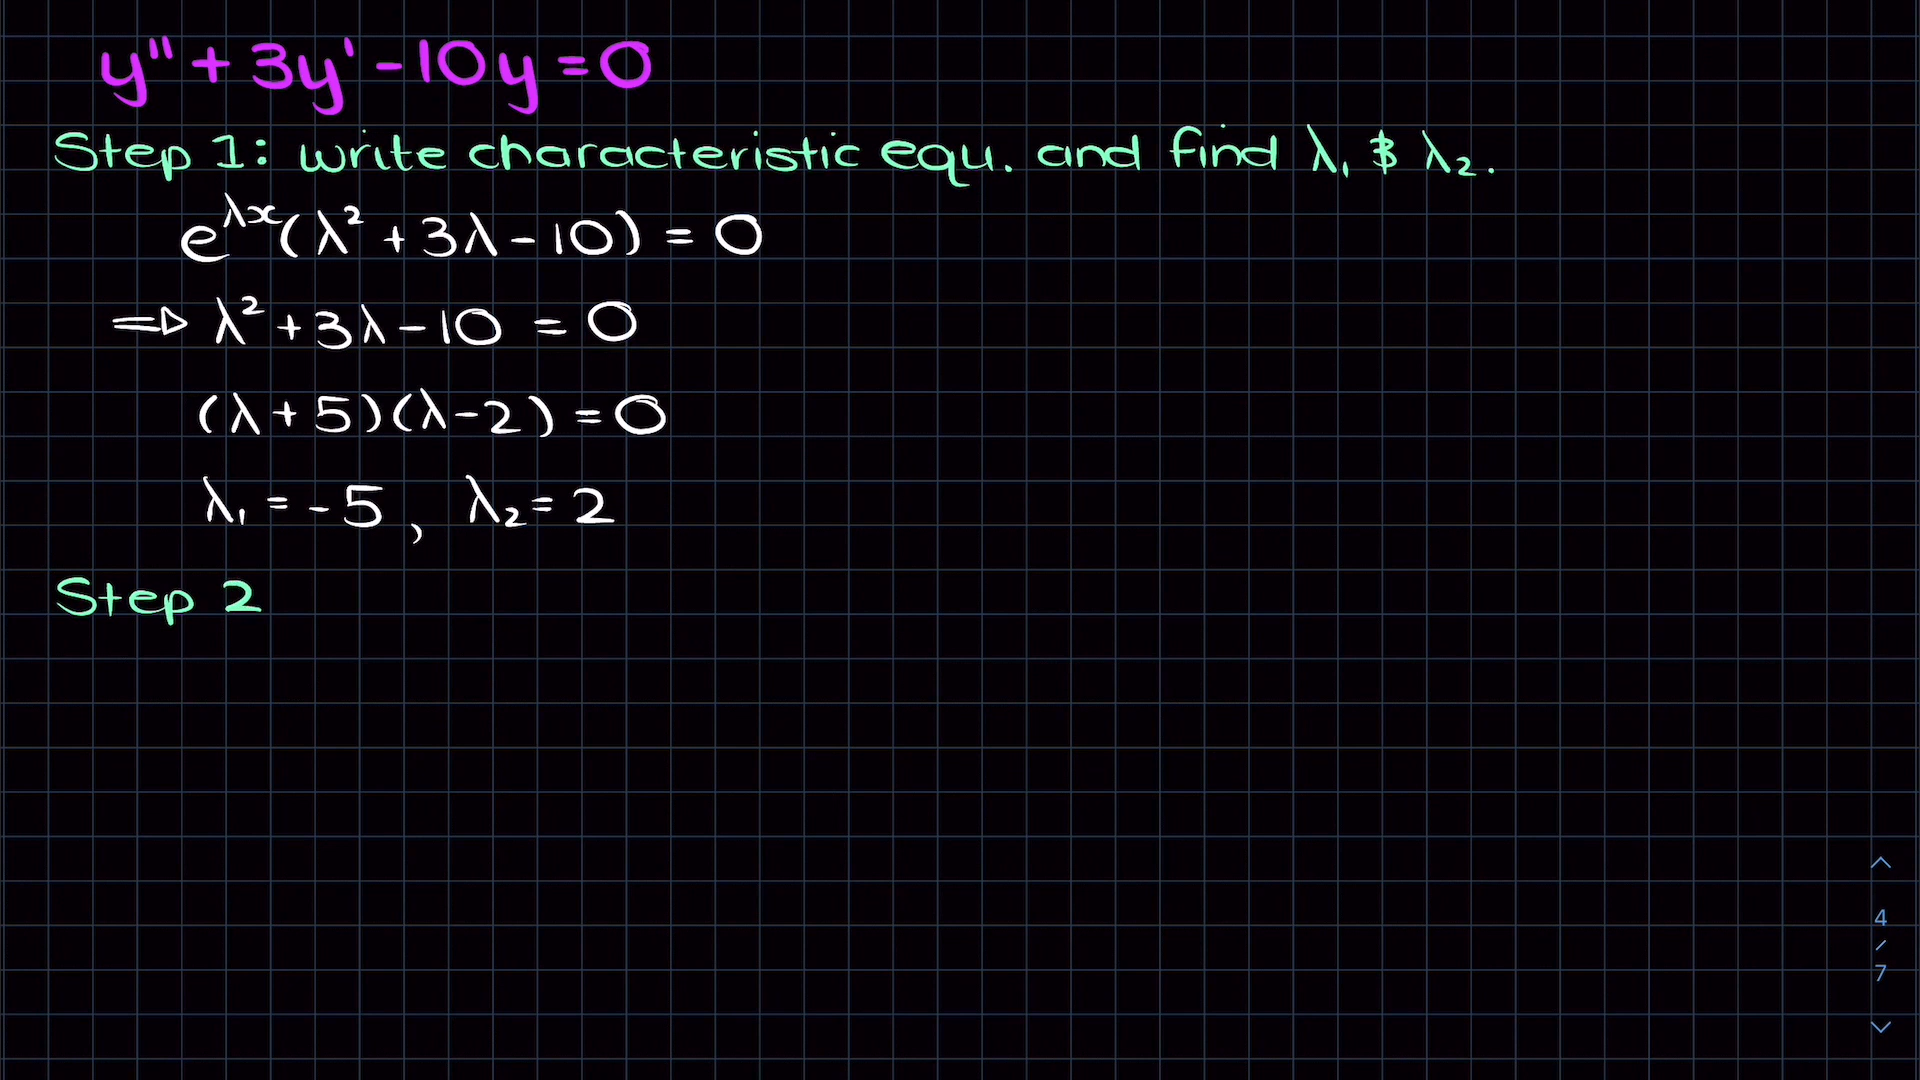 y'' + 3y' - 10y = 0
Step 1: write characteristic equ. and find λ₁ & λ₂.
e^{λx}(λ² + 3λ - 10) = 0
⇒ λ² + 3λ - 10 = 0
(λ + 5)(λ - 2) = 0
λ₁ = -5, λ₂ = 2
Step 2
4
/
7